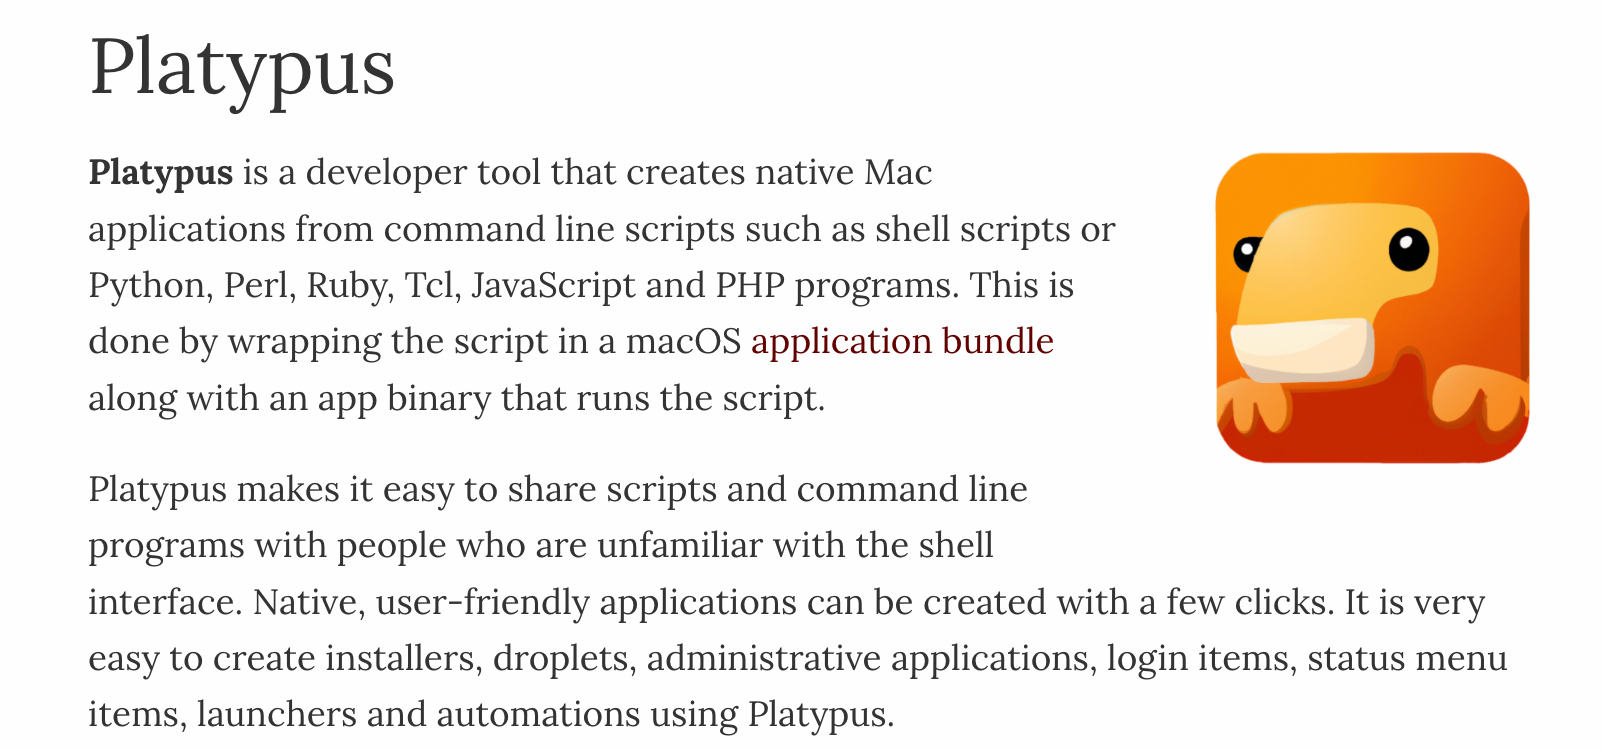 Platypus
Platypus is a developer tool that creates native Mac
applications from command line scripts such as shell scripts or
Python, Perl, Ruby, Tcl, JavaScript and PHP programs. This is
done by wrapping the script in a macOS application bundle
along with an app binary that runs the script.
Platypus makes it easy to share scripts and command line
programs with people who are unfamiliar with the shell
interface. Native, user-friendly applications can be created with a few clicks. It is very
easy to create installers, droplets, administrative applications, login items, status menu
items, launchers and automations using Platypus.